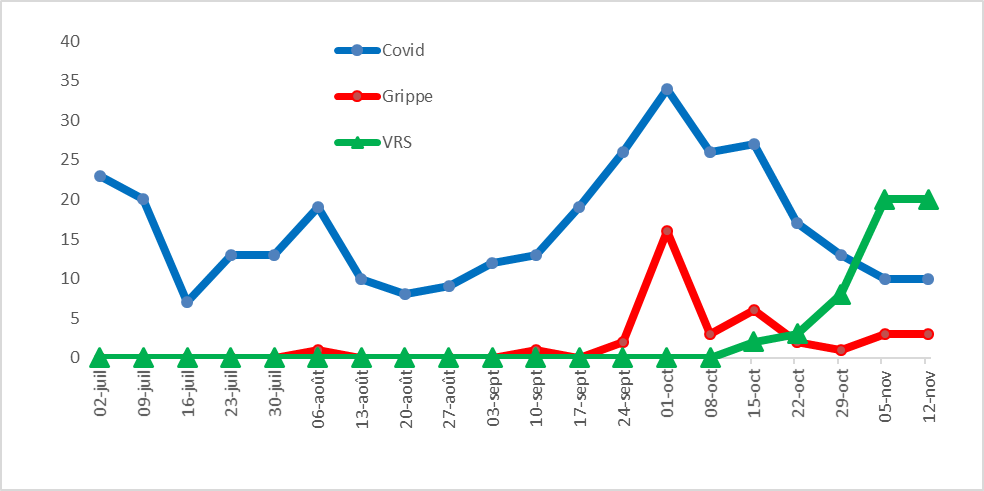 40
35
30
25
20
15
10
5
0
Covid
Grippe
VRS
02-juil
09-juil
16-juil
23-juil
30-juil
06-août
13-août
20-août
27-août
03-sept
10-sept
17-sept
24-sept
01-oct
08-oct
15-oct
22-oct
29-oct
05-nov
12-nov